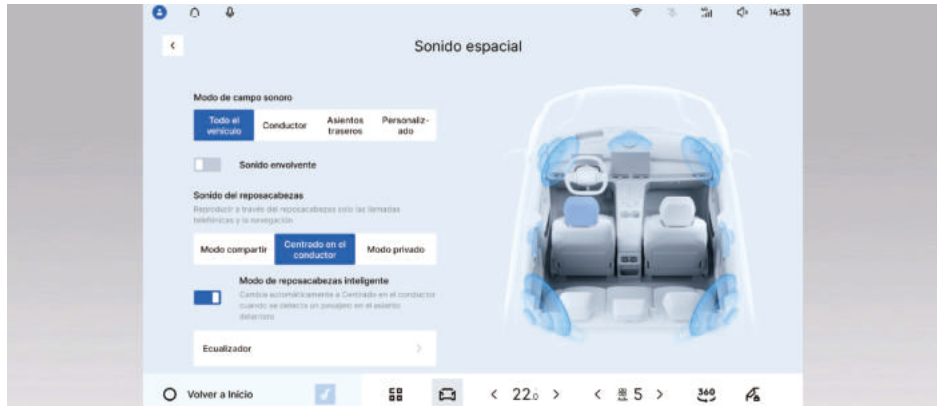 14:33
Sonido espacial
Modo de campo sonoro
Todo el
vehículo
Conductor
Asientos
traseros
Personaliz-
ado
Sonido envolvente
Sonido del reposacabezas
Reproducir a través del reposacabezas solo las llamadas
telefónicas y la navegación
Modo compartir
Centrado en el
conductor
Modo privado
Modo de reposacabezas inteligente
Cambia automáticamente a Centrado en el conductor
cuando se detecta un pasajero en el asiento
delantero
Ecualizador
Volver a Inicio
22.0
5
360